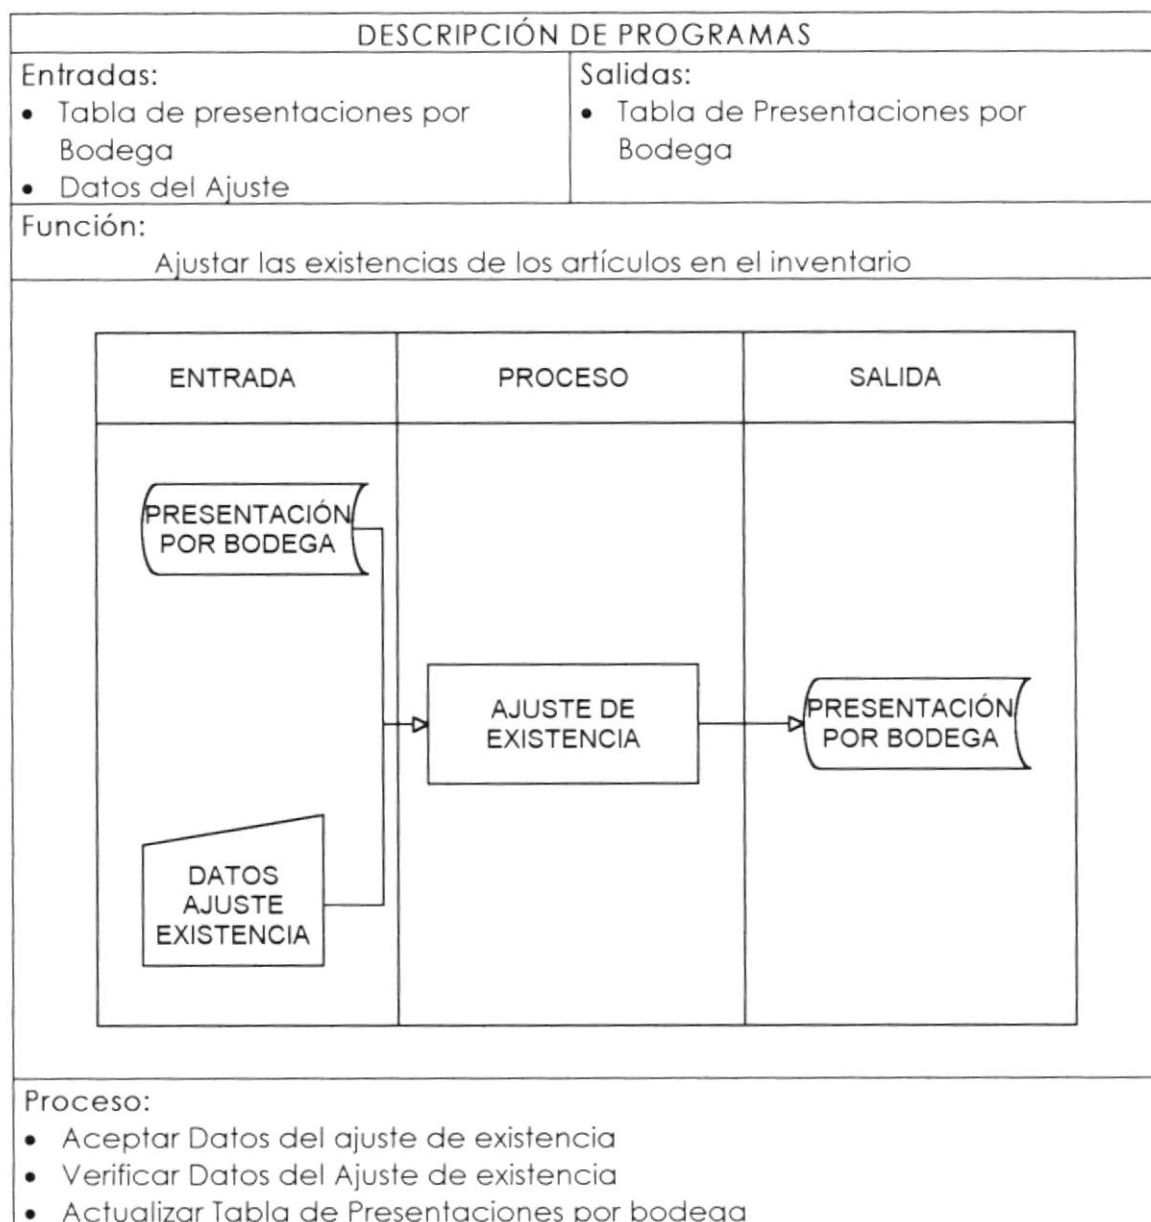 DESCRIPCIÓN DE PROGRAMAS
Entradas:
• Tabla de presentaciones por
Bodega
• Datos del Ajuste
Salidas:
• Tabla de Presentaciones por
Bodega
Función:
Ajustar las existencias de los artículos en el inventario
ENTRADA
PROCESO
SALIDA
PRESENTACIÓN
POR BODEGA
AJUSTE DE
EXISTENCIA
PRESENTACIÓN
POR BODEGA
DATOS
AJUSTE
EXISTENCIA
Proceso:
• Aceptar Datos del ajuste de existencia
• Verificar Datos del Ajuste de existencia
• Actualizar Tabla de Presentaciones por bodega